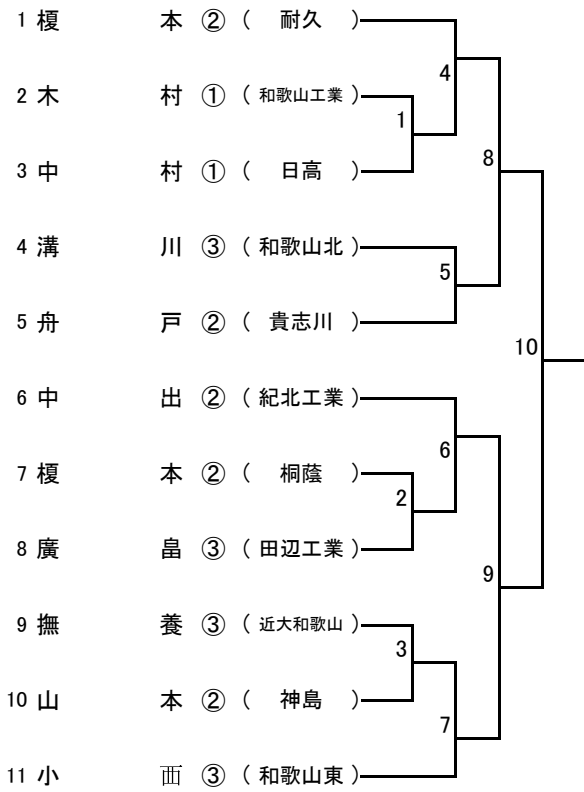 1 榎 本 ② ( 耐久 )
4
2 木 村 ① ( 和歌山工業 )
1
8
3 中 村 ① ( 日高 )
4 溝 川 ③ ( 和歌山北 )
5
5 舟 戸 ② ( 貴志川 )
10
6 中 出 ② ( 紀北工業 )
6
7 榎 本 ② ( 桐蔭 )
2
8 廣 畠 ③ ( 田辺工業 )
9
9 撫 養 ③ ( 近大和歌山 )
3
10 山 本 ② ( 神島 )
7
11 小 西 ③ ( 和歌山東 )